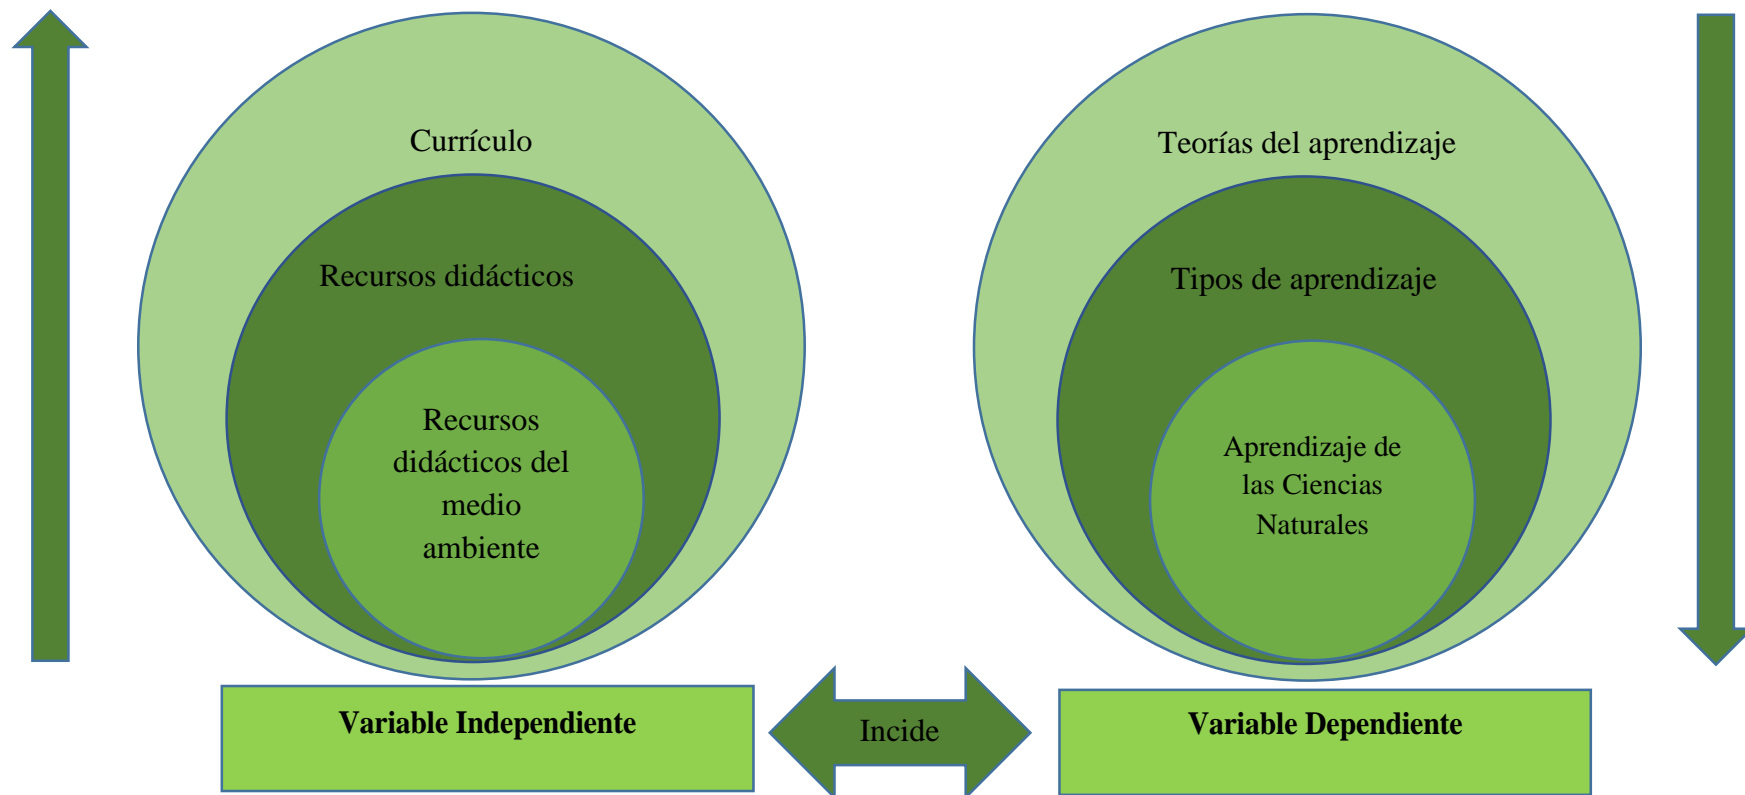 Currículo
Recursos didácticos
Recursos
didácticos del
medio
ambiente
Variable Independiente
Incide
Teorías del aprendizaje
Tipos de aprendizaje
Aprendizaje de
las Ciencias
Naturales
Variable Dependiente